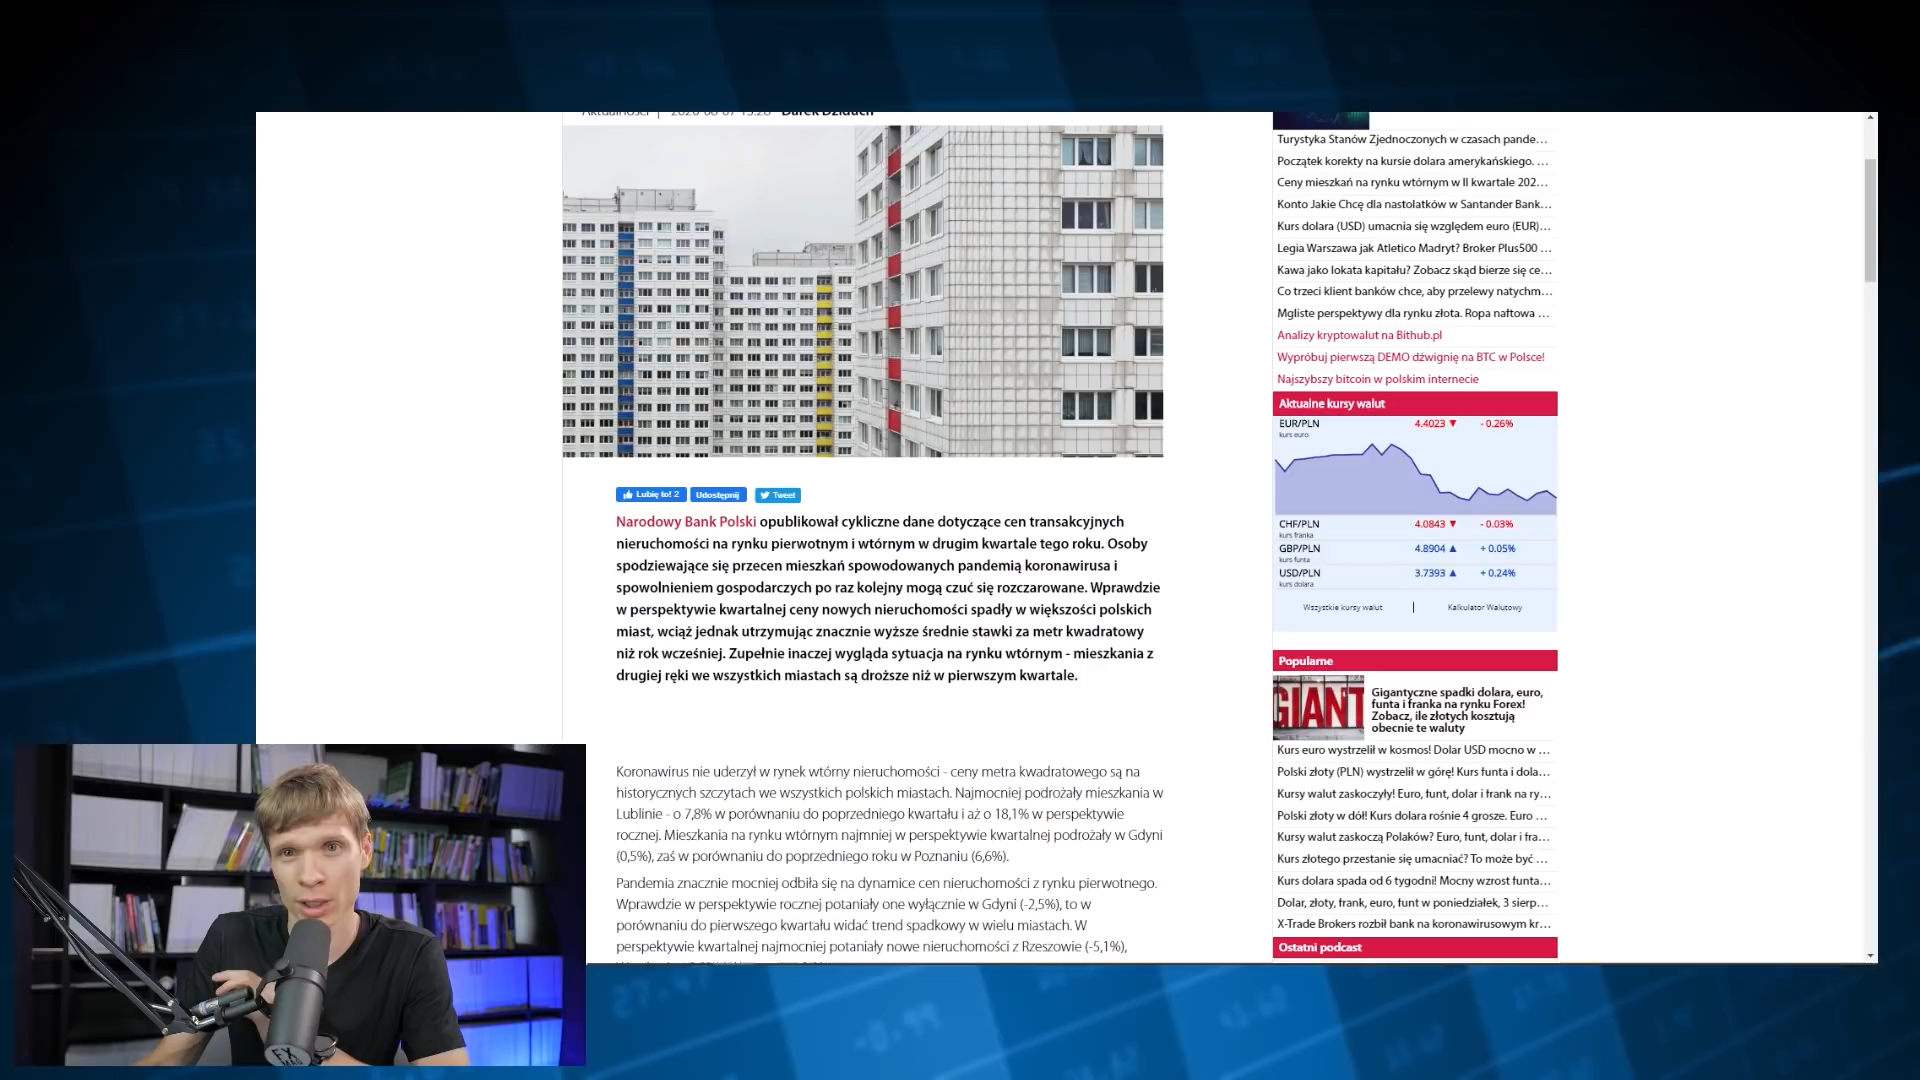 Aktualności | 2020-08-07 15:28 Darek Dziduch
Lubię to! 2 Udostępnij Tweet
Narodowy Bank Polski opublikował cykliczne dane dotyczące cen transakcyjnych
nieruchomości na rynku pierwotnym i wtórnym w drugim kwartale tego roku. Osoby
spodziewające się przecen mieszkań spowodowanych pandemią koronawirusa i
spowolnieniem gospodarczych po raz kolejny mogą czuć się rozczarowane. Wprawdzie
w perspektywie kwartalnej ceny nowych nieruchomości spadły w większości polskich
miast, wciąż jednak utrzymując znacznie wyższe średnie stawki za metr kwadratowy
niż rok wcześniej. Zupełnie inaczej wygląda sytuacja na rynku wtórnym - mieszkania z
drugiej ręki we wszystkich miastach są droższe niż w pierwszym kwartale.
Koronawirus nie uderzył w rynek wtórny nieruchomości - ceny metra kwadratowego są na
historycznych szczytach we wszystkich polskich miastach. Najmocniej podrożały mieszkania w
Lublinie - o 7,8% w porównaniu do poprzedniego kwartału i aż o 18,1% w perspektywie
rocznej. Mieszkania na rynku wtórnym najmniej w perspektywie kwartalnej podrożały w Gdyni
(0,5%), zaś w porównaniu do poprzedniego roku w Poznaniu (6,6%).
Pandemia znacznie mocniej odbiła się na dynamice cen nieruchomości z rynku pierwotnego.
Wprawdzie w perspektywie rocznej potaniały one wyłącznie w Gdyni (-2,5%), to w
porównaniu do pierwszego kwartału widać trend spadkowy w wielu miastach. W
perspektywie kwartalnej najmocniej potaniały nowe nieruchomości z Rzeszowie (-5,1%),
Turystyka Stanów Zjednoczonych w czasach pande...
Początek korekty na kursie dolara amerykańskiego. ...
Ceny mieszkań na rynku wtórnym w II kwartale 202...
Konto Jakie Chcę dla nastolatków w Santander Bank...
Kurs dolara (USD) umacnia się względem euro (EUR)...
Legia Warszawa jak Atletico Madryt? Broker Plus500 ...
Kawa jako lokata kapitału? Zobacz skąd bierze się ce...
Co trzeci klient banków chce, aby przelewy natychm...
Mgliste perspektywy dla rynku złota. Ropa naftowa ...
Analizy kryptowalut na Bithub.pl
Wypróbuj pierwszą DEMO dźwignię na BTC w Polsce!
Najszybszy bitcoin w polskim internecie
Aktualne kursy walut
EUR/PLN 4.4023 ▼ - 0.26%
kurs euro
CHF/PLN 4.0843 ▼ - 0.03%
kurs franka
GBP/PLN 4.8904 ▲ + 0.05%
kurs funta
USD/PLN 3.7393 ▲ + 0.24%
kurs dolara
Wszystkie kursy walut | Kalkulator Walutowy
Popularne
GIANT
Gigantyczne spadki dolara, euro,
funta i franka na rynku Forex!
Zobacz, ile złotych kosztują
obecnie te waluty
Kurs euro wystrzelił w kosmos! Dolar USD mocno w ...
Polski złoty (PLN) wystrzelił w górę! Kurs funta i dola...
Kursy walut zaskoczyły! Euro, funt, dolar i frank na ry...
Polski złoty w dół! Kurs dolara rośnie 4 grosze. Euro ...
Kursy walut zaskoczą Polaków? Euro, funt, dolar i fra...
Kurs złotego przestanie się umacniać? To może być ...
Kurs dolara spada od 6 tygodni! Mocny wzrost funta...
Dolar, złoty, frank, euro, funt w poniedziałek, 3 sierp...
X-Trade Brokers rozbił bank na koronawirusowym kr...
Ostatni podcast
FX
MAG